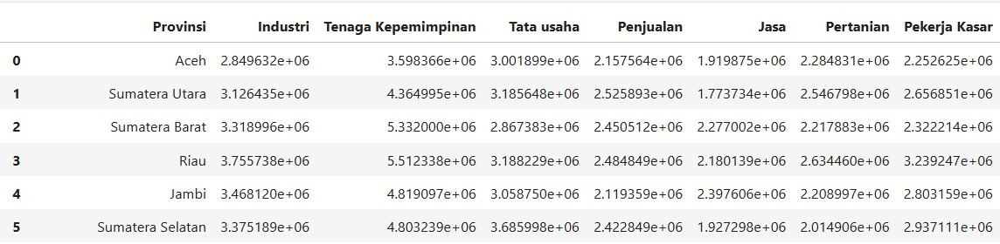 Provinsi Industri Tenaga Kepemimpinan Tata usaha Penjualan Jasa Pertanian Pekerja Kasar
0 Aceh 2.849632e+06 3.598366e+06 3.001899e+06 2.157564e+06 1.919875e+06 2.284831e+06 2.252625e+06
1 Sumatera Utara 3.126435e+06 4.364995e+06 3.185648e+06 2.525893e+06 1.773734e+06 2.546798e+06 2.656851e+06
2 Sumatera Barat 3.318996e+06 5.332000e+06 2.867383e+06 2.450512e+06 2.277002e+06 2.217883e+06 2.322214e+06
3 Riau 3.755738e+06 5.512338e+06 3.188229e+06 2.484849e+06 2.180139e+06 2.634460e+06 3.239247e+06
4 Jambi 3.468120e+06 4.819097e+06 3.058750e+06 2.119359e+06 2.397606e+06 2.208997e+06 2.803159e+06
5 Sumatera Selatan 3.375189e+06 4.803239e+06 3.685998e+06 2.422849e+06 1.927298e+06 2.014906e+06 2.937111e+06